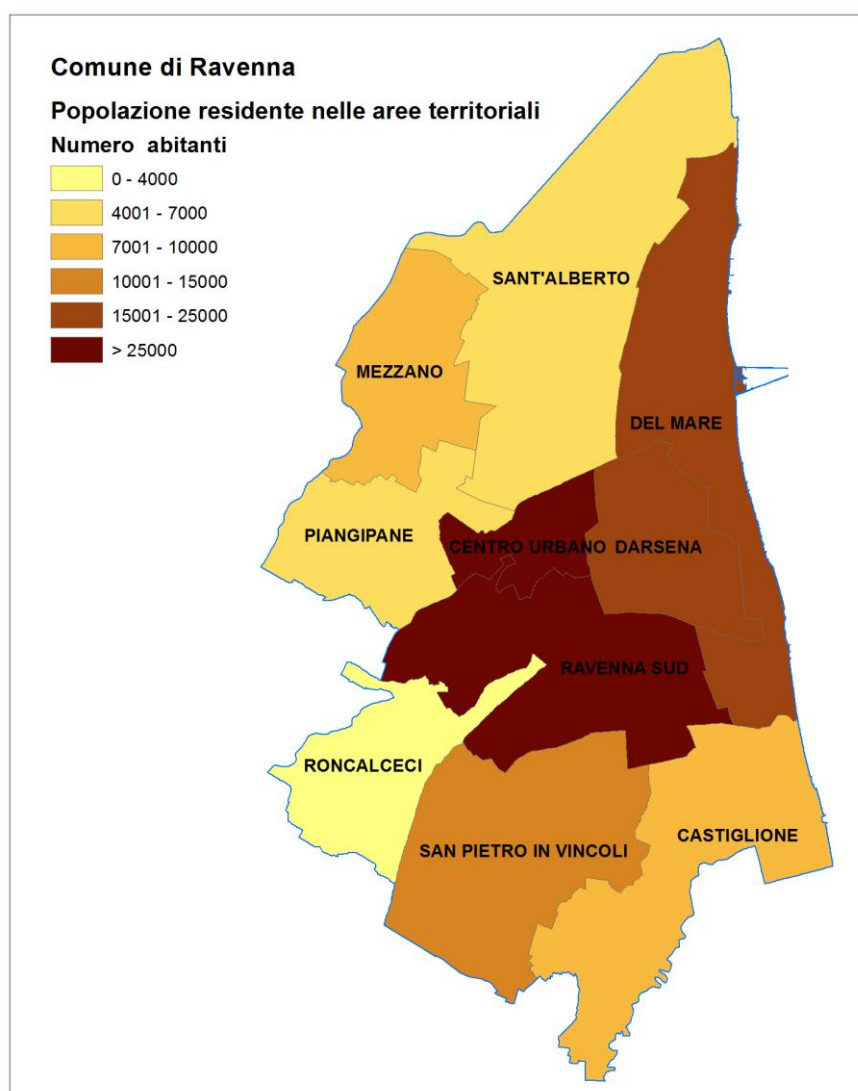 Comune di Ravenna
Popolazione residente nelle aree territoriali
Numero abitanti
0 - 4000
4001 - 7000
7001 - 10000
10001 - 15000
15001 - 25000
> 25000
SANT'ALBERTO
MEZZANO
DEL MARE
PIANGIPANE
CENTRO URBANO
DARSENA
RAVENNA SUD
RONCALCECI
CASTIGLIONE
SAN PIETRO IN VINCOLI